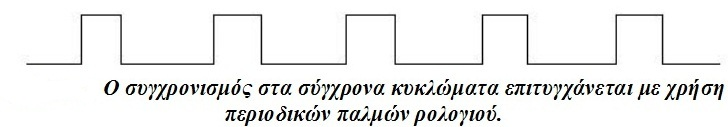 Ο συγχρονισμός στα σύγχρονα κυκλώματα επιτυγχάνεται με χρήση
περιοδικών παλμών ρολογιού.